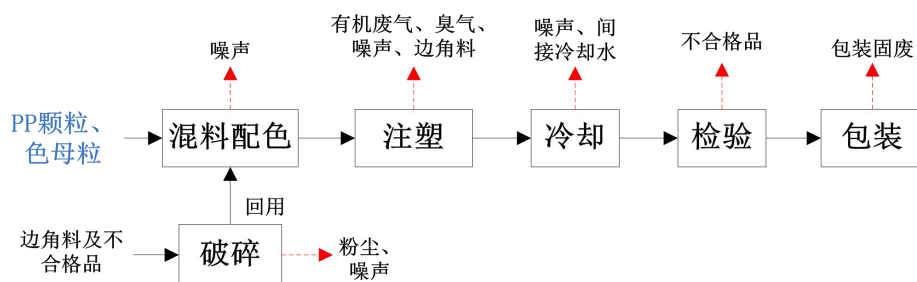 噪声
有机废气、臭气、
噪声、边角料
噪声、间
接冷却水
不合格品
包装固废
PP颗粒、
色母粒
混料配色
注塑
冷却
检验
包装
回用
边角料及不
合格品
破碎
粉尘、
噪声